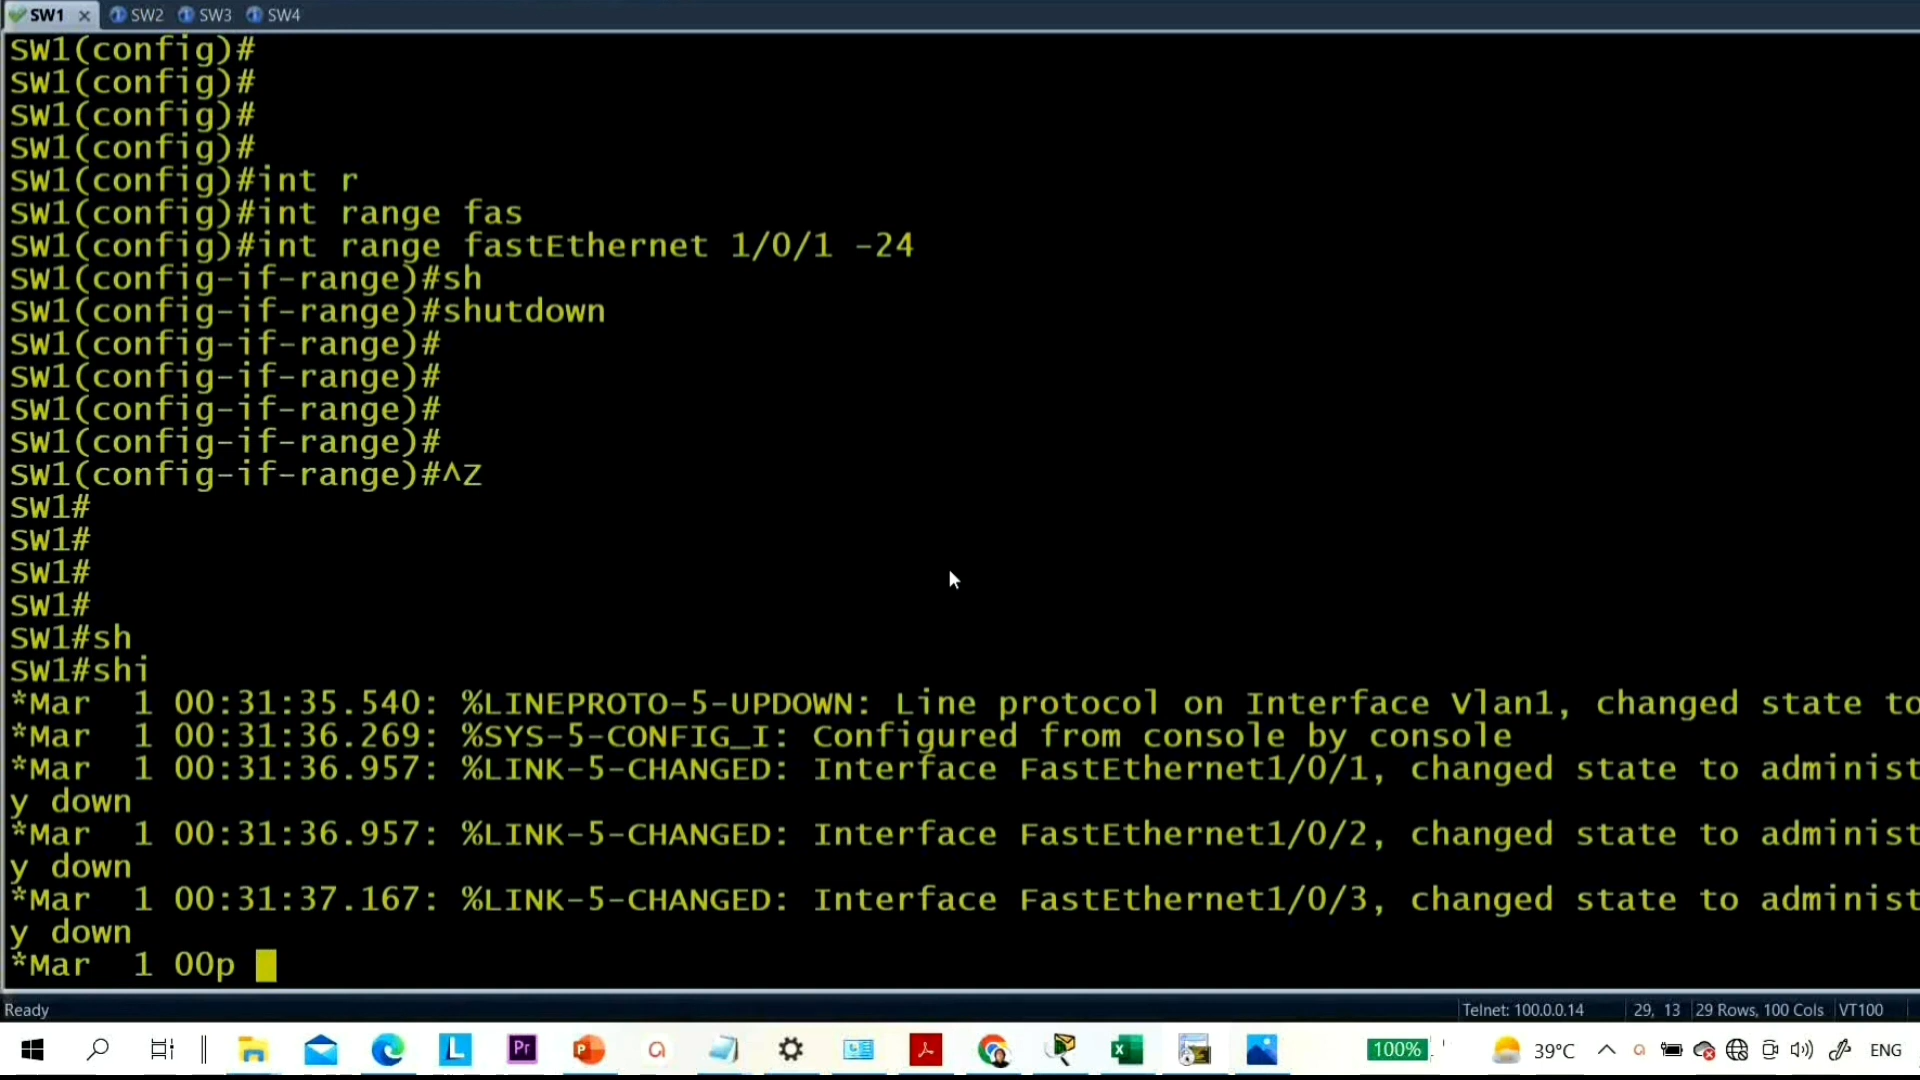 SW1 SW2 SW3 SW4
SW1(config)#
SW1(config)#
SW1(config)#
SW1(config)#
SW1(config)#int r
SW1(config)#int range fas
SW1(config)#int range fastEthernet 1/0/1 -24
SW1(config-if-range)#sh
SW1(config-if-range)#shutdown
SW1(config-if-range)#
SW1(config-if-range)#
SW1(config-if-range)#
SW1(config-if-range)#
SW1(config-if-range)#^Z
SW1#
SW1#
SW1#
SW1#
SW1#sh
SW1#shi
*Mar  1 00:31:35.540: %LINEPROTO-5-UPDOWN: Line protocol on Interface Vlan1, changed state to
*Mar  1 00:31:36.269: %SYS-5-CONFIG_I: Configured from console by console
*Mar  1 00:31:36.957: %LINK-5-CHANGED: Interface FastEthernet1/0/1, changed state to administ
y down
*Mar  1 00:31:36.957: %LINK-5-CHANGED: Interface FastEthernet1/0/2, changed state to administ
y down
*Mar  1 00:31:37.167: %LINK-5-CHANGED: Interface FastEthernet1/0/3, changed state to administ
y down
*Mar  1 00p
Ready Telnet: 100.0.0.14 29, 13 29 Rows, 100 Cols VT100
L Pr P 100% 39°C ENG